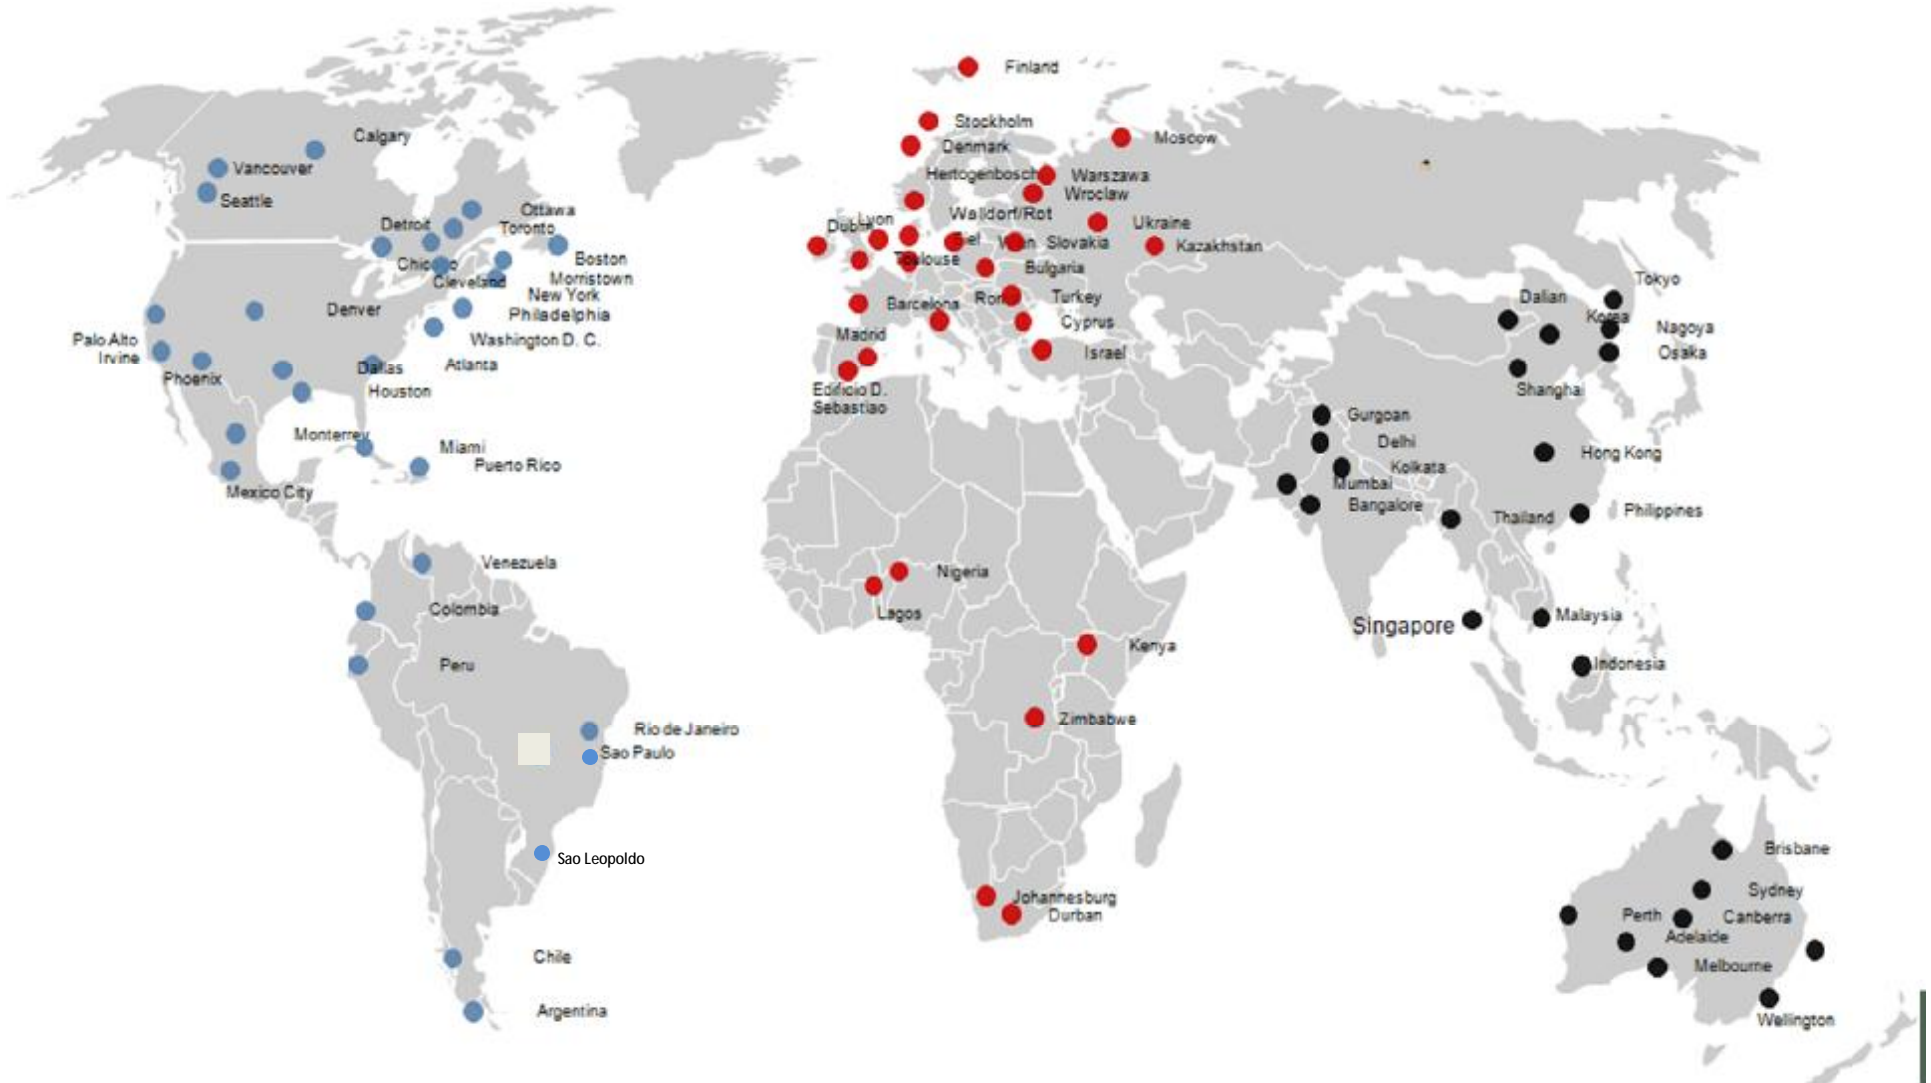 Finland
Calgary
Stockholm
Moscow
Denmark
Vancouver
Hertogenbosch
Warszawa
Wroclaw
Seattle
Ottawa
Walldorf/Rot
Detroit
Toronto
Dublin
Lyon
Ukraine
Slovakia
Kazakhstan
Chicago
Boston
Toulouse
Bulgaria
Cleveland
Morristown
Tokyo
New York
Denver
Philadelphia
Barcelona
Turkey
Dalian
Korea
Nagoya
Palo Alto
Irvine
Washington D. C.
Madrid
Cyprus
Osaka
Phoenix
Dallas
Atlanta
Israel
Houston
Edificio D.
Sebastiao
Shanghai
Gurgoan
Monterrey
Miami
Delhi
Hong Kong
Puerto Rico
Kolkata
Mexico City
Mumbai
Bangalore
Thailand
Philippines
Venezuela
Nigeria
Colombia
Lagos
Singapore
Malaysia
Peru
Kenya
Indonesia
Rio de Janeiro
Zimbabwe
Sao Paulo
Sao Leopoldo
Brisbane
Johannesburg
Sydney
Durban
Perth
Canberra
Adelaide
Chile
Melbourne
Argentina
Wellington